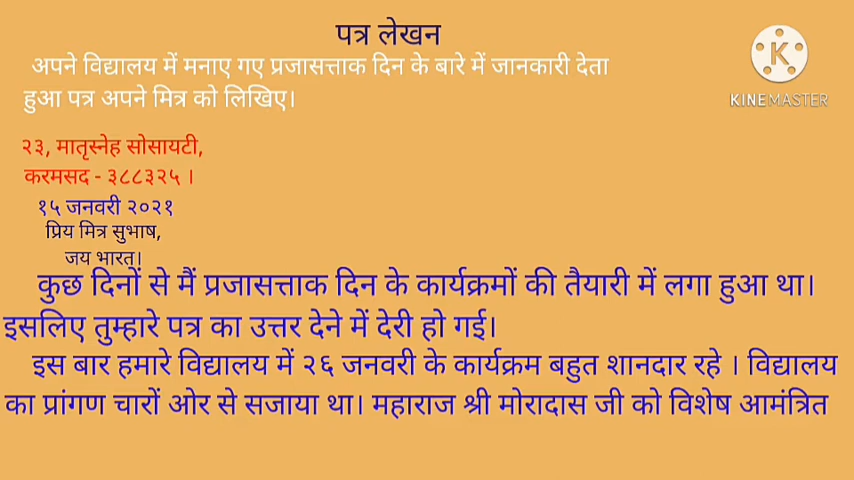 पत्र लेखन
अपने विद्यालय में मनाए गए प्रजासत्ताक दिन के बारे में जानकारी देता
हुआ पत्र अपने मित्र को लिखिए।
K
KINEMASTER
२३, मातृस्नेह सोसायटी,
करमसद - ३८८३२५ ।
१५ जनवरी २०२१
प्रिय मित्र सुभाष,
जय भारत।
कुछ दिनों से मैं प्रजासत्ताक दिन के कार्यक्रमों की तैयारी में लगा हुआ था।
इसलिए तुम्हारे पत्र का उत्तर देने में देरी हो गई।
इस बार हमारे विद्यालय में २६ जनवरी के कार्यक्रम बहुत शानदार रहे । विद्यालय
का प्रांगण चारों ओर से सजाया था। महाराज श्री मोरादास जी को विशेष आमंत्रित